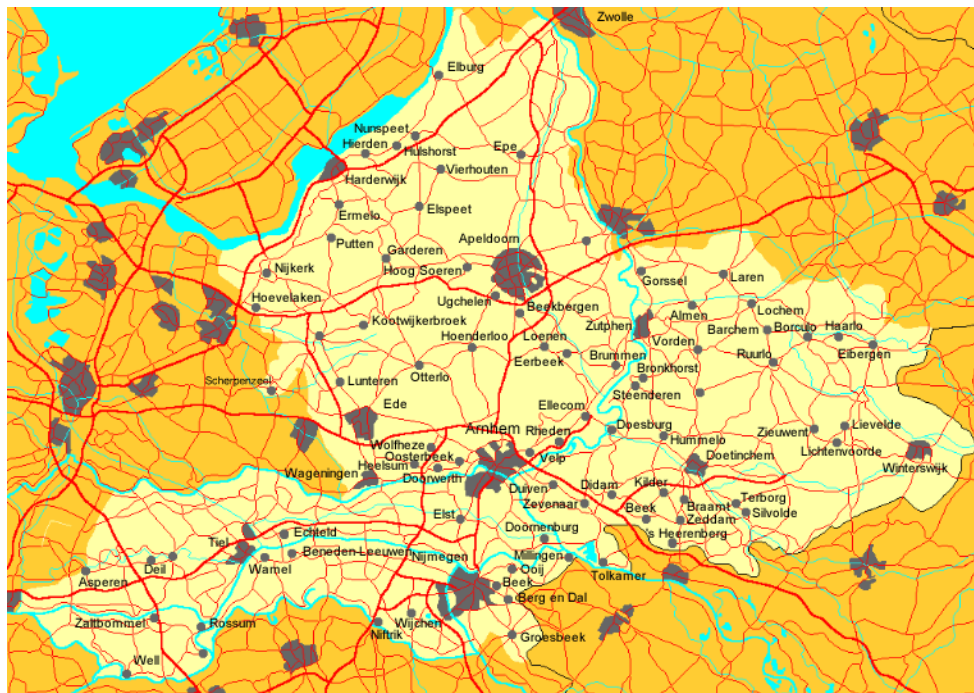 Zwolle
Elburg
Nunspeet
Hierden
Hulshorst
Epe
Harderwijk
Vierhouten
Ermelo
Elspeet
Putten
Garderen
Apeldoorn
Nijkerk
Hoog Soeren
Gorssel
Laren
Hoevelaken
Ugchelen
Beekbergen
Almen
Lochem
Kootwijkerbroek
Zutphen
Barchem
Borculo
Haarlo
Hoenderloo
Loenen
Vorden
Eibergen
Eerbeek
Brummen
Ruurlo
Otterlo
Bronkhorst
Scherpenzeel
Lunteren
Steenderen
Ede
Ellecom
Arnhem
Rheden
Doesburg
Zieuwent
Lievelde
Wolfheze
Hummelo
Lichtenvoorde
Oosterbeek
Velp
Doetinchem
Winterswijk
Wageningen
Heelsum
Doorwerth
Duiven
Didam
Kilder
Zevenaar
Braamt
Terborg
Elst
Beek
Zeddam
Silvolde
Doornenburg
's Heerenberg
Tiel
Echteld
Beneden-Leeuwen
Nijmegen
Millingen
Asperen
Deil
Wamel
Ooij
Tolkamer
Beek
Berg en Dal
Zaltbommel
Rossum
Wijchen
Niftrik
Groesbeek
Well